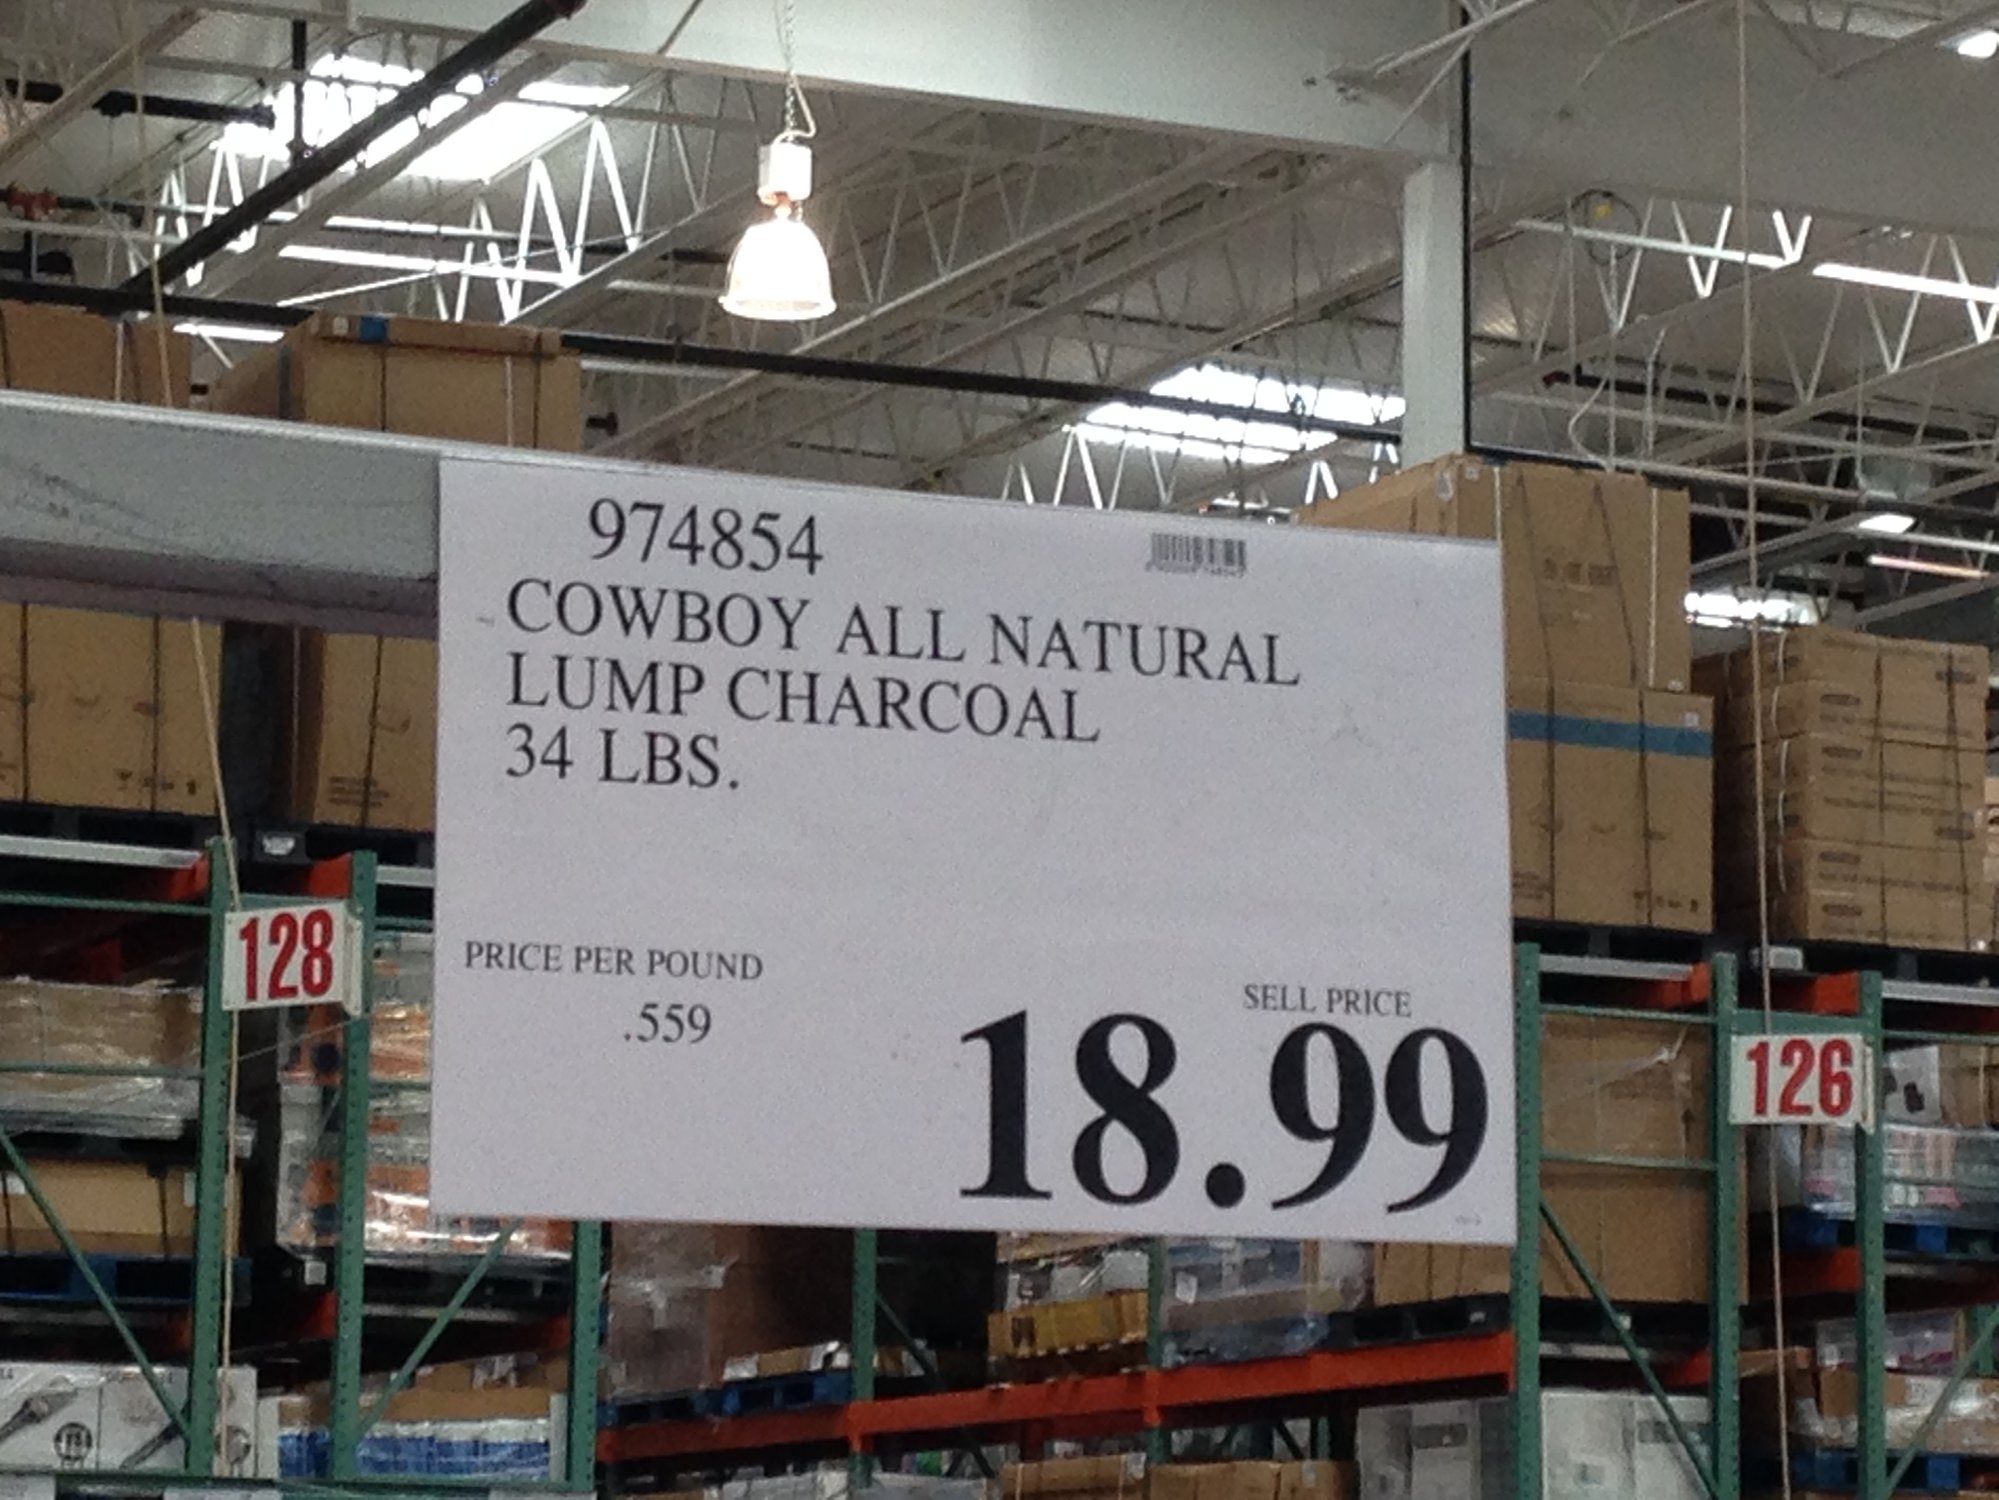 974854
COWBOY ALL NATURAL
LUMP CHARCOAL
34 LBS.
PRICE PER POUND
.559
SELL PRICE
18.99
128
126